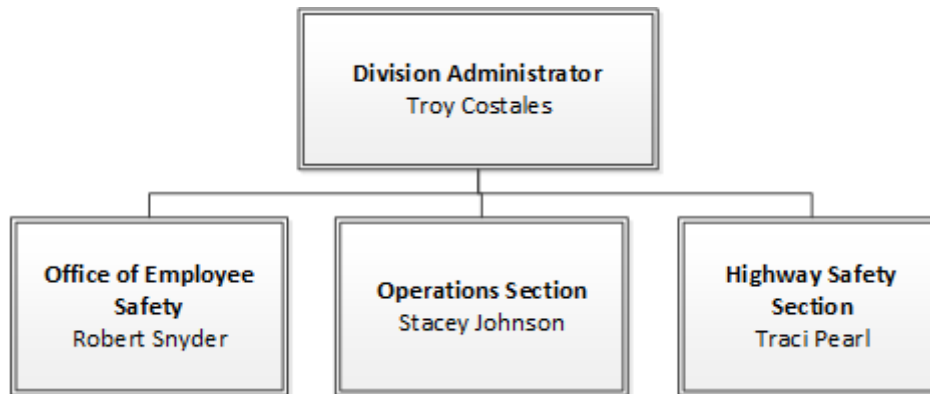 Division Administrator
Troy Costales
Office of Employee
Safety
Robert Snyder
Operations Section
Stacey Johnson
Highway Safety
Section
Traci Pearl